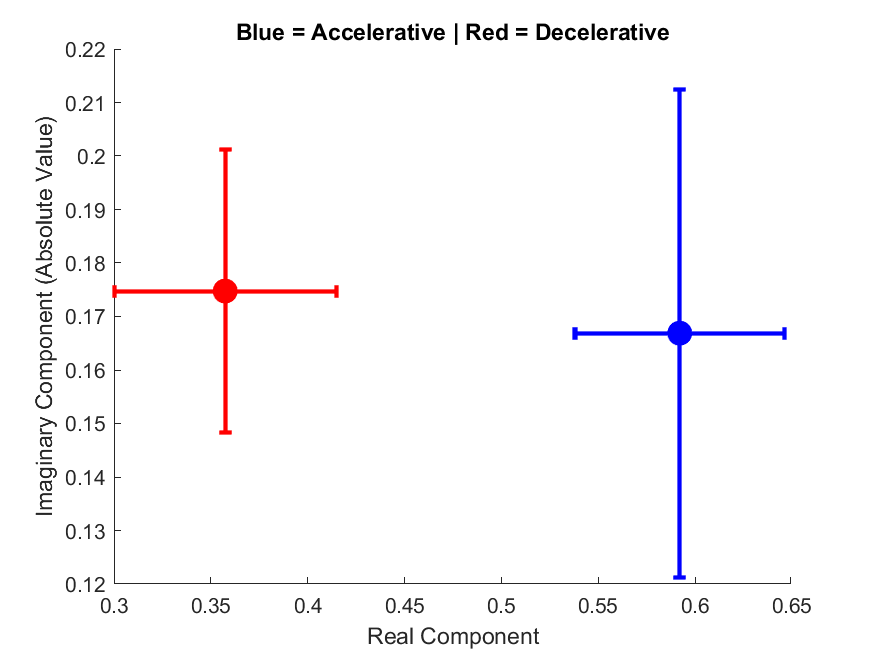 Blue = Accelerative | Red = Decelerative
Imaginary Component (Absolute Value)
0.22
0.21
0.2
0.19
0.18
0.17
0.16
0.15
0.14
0.13
0.12
0.3 0.35 0.4 0.45 0.5 0.55 0.6 0.65
Real Component